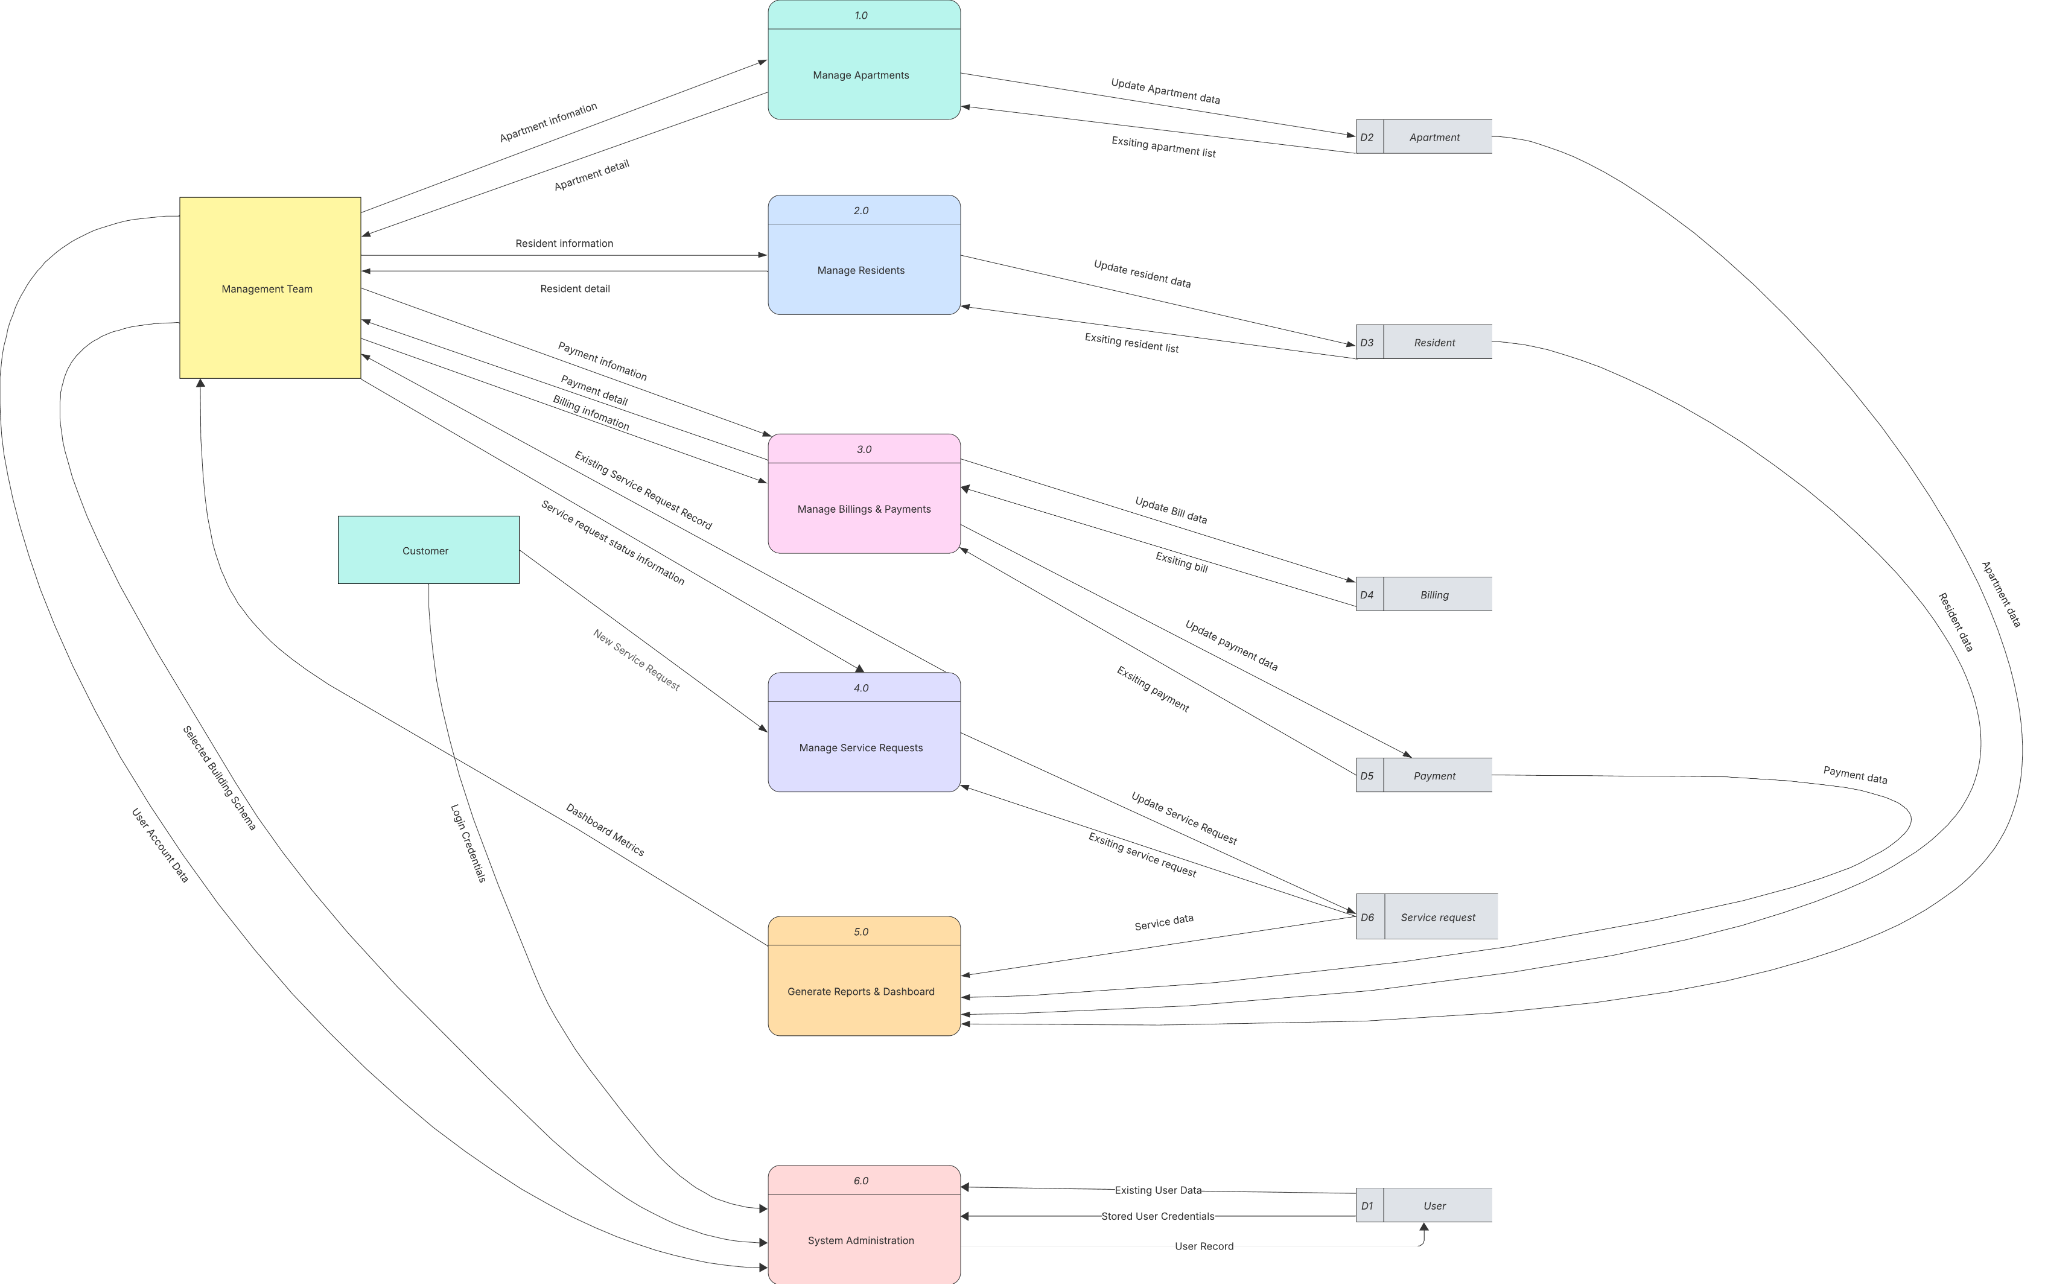 1.0
Manage Apartments
Apartment infomation
Apartment detail
Update Apartment data
Exsiting apartment list
D2
Apartment
2.0
Manage Residents
Management Team
Resident information
Resident detail
Update resident data
Exsiting resident list
D3
Resident
Payment infomation
Payment detail
Billing infomation
3.0
Manage Billings & Payments
Update Bill data
Exsiting bill
D4
Billing
Existing Service Request Record
Service request status information
Customer
New Service Request
Update payment data
Exsiting payment
Apartment data
Resident data
4.0
Manage Service Requests
D5
Payment
Payment data
Selected Building Schema
User Account Data
Login Credentials
Dashboard Metrics
Update Service Request
Exsiting service request
Service data
D6
Service request
5.0
Generate Reports & Dashboard
6.0
System Administration
Existing User Data
Stored User Credentials
User Record
D1
User